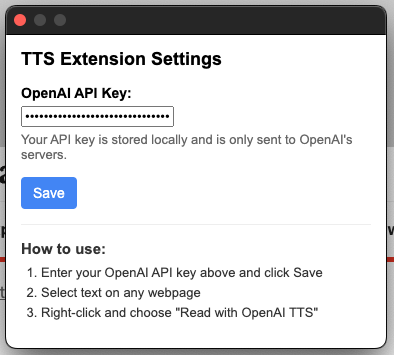 TTS Extension Settings
OpenAI API Key:
••••••••••••••••••••••••••••••••
Your API key is stored locally and is only sent to OpenAI's
servers.
Save
How to use:
1. Enter your OpenAI API key above and click Save
2. Select text on any webpage
3. Right-click and choose "Read with OpenAI TTS"